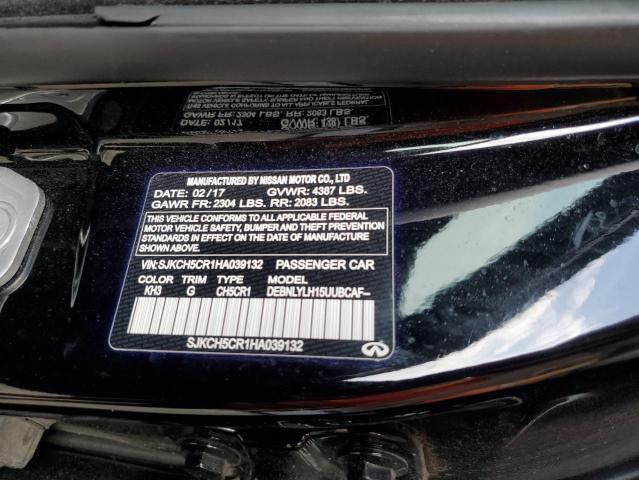 MANUFACTURED BY NISSAN MOTOR CO., LTD
DATE: 02/17 GVWR: 4387 LBS.
GAWR FR: 2304 LBS. RR: 2083 LBS.
THIS VEHICLE CONFORMS TO ALL APPLICABLE FEDERAL
MOTOR VEHICLE SAFETY, BUMPER, AND THEFT PREVENTION
STANDARDS IN EFFECT ON THE DATE OF MANUFACTURE
SHOWN ABOVE.
VIN:SJKCH5CR1HA039132 PASSENGER CAR
COLOR TRIM TYPE MODEL
KH3 G CH5CR1 DEBNLYLH15UUBCAF--
SJKCH5CR1HA039132